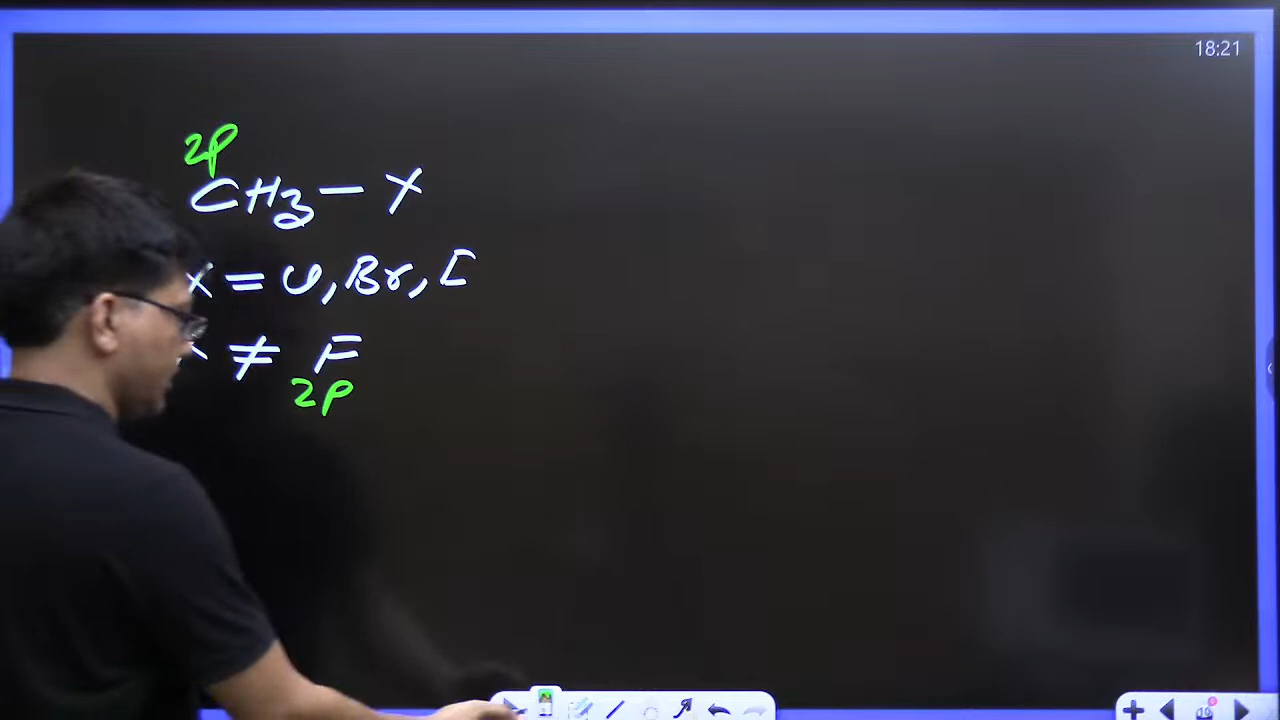 18:21
2p
CH3 - X
X = Cl, Br, I
≠ F
2p